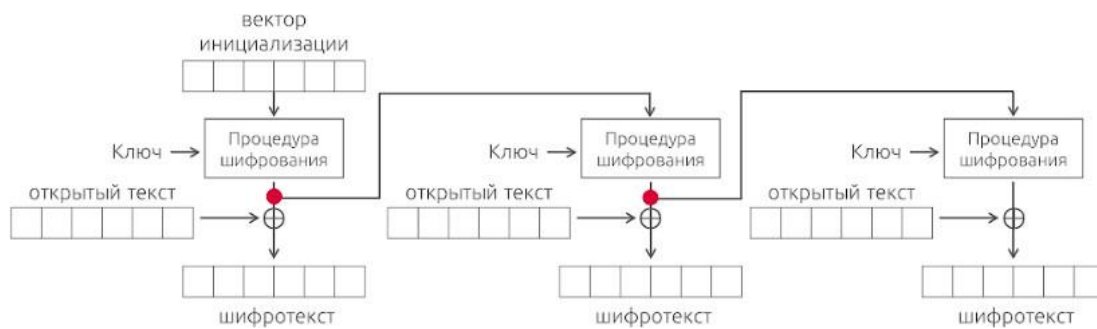 вектор
инициализации
Ключ
Процедура
шифрования
Ключ
Процедура
шифрования
Ключ
Процедура
шифрования
открытый текст
открытый текст
открытый текст
шифротекст
шифротекст
шифротекст